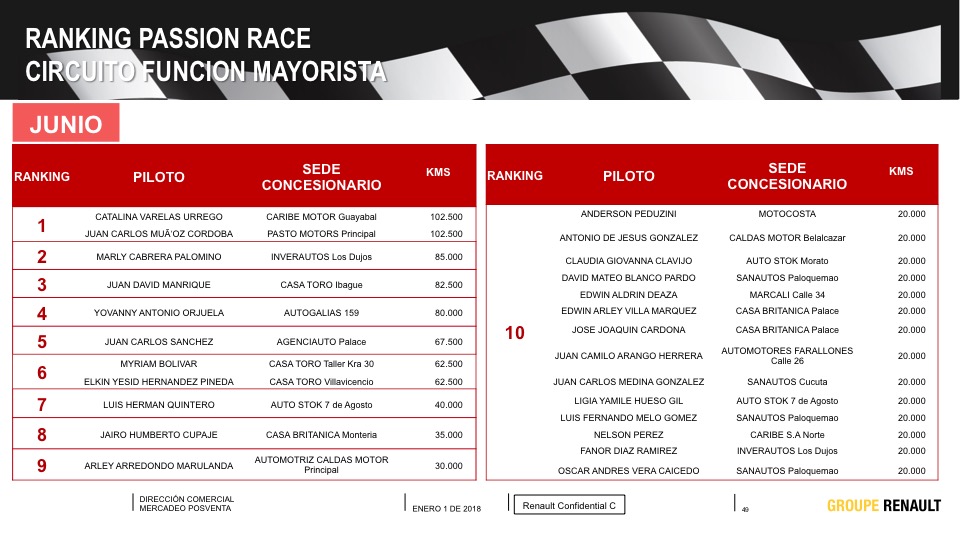 RANKING PASSION RACE
CIRCUITO FUNCION MAYORISTA
JUNIO
RANKING PILOTO SEDE CONCESIONARIO KMS
1 CATALINA VARELAS URREGO CARIBE MOTOR Guayabal 102.500
JUAN CARLOS MUÃ'OZ CORDOBA PASTO MOTORS Principal 102.500
2 MARLY CABRERA PALOMINO INVERAUTOS Los Dujos 85.000
3 JUAN DAVID MANRIQUE CASA TORO Ibague 82.500
4 YOVANNY ANTONIO ORJUELA AUTOGALIAS 159 80.000
5 JUAN CARLOS SANCHEZ AGENCIAUTO Palace 67.500
6 MYRIAM BOLIVAR CASA TORO Taller Kra 30 62.500
ELKIN YESID HERNANDEZ PINEDA CASA TORO Villavicencio 62.500
7 LUIS HERMAN QUINTERO AUTO STOK 7 de Agosto 40.000
8 JAIRO HUMBERTO CUPAJE CASA BRITANICA Monteria 35.000
9 ARLEY ARREDONDO MARULANDA AUTOMOTRIZ CALDAS MOTOR Principal 30.000
RANKING PILOTO SEDE CONCESIONARIO KMS
10
ANDERSON PEDUZINI MOTOCOSTA 20.000
ANTONIO DE JESUS GONZALEZ CALDAS MOTOR Belalcazar 20.000
CLAUDIA GIOVANNA CLAVIJO AUTO STOK Morato 20.000
DAVID MATEO BLANCO PARDO SANAUTOS Paloquemao 20.000
EDWIN ALDRIN DEAZA MARCALI Calle 34 20.000
EDWIN ARLEY VILLA MARQUEZ CASA BRITANICA Palace 20.000
JOSE JOAQUIN CARDONA CASA BRITANICA Palace 20.000
JUAN CAMILO ARANGO HERRERA AUTOMOTORES FARALLONES Calle 26 20.000
JUAN CARLOS MEDINA GONZALEZ SANAUTOS Cucuta 20.000
LIGIA YAMILE HUESO GIL AUTO STOK 7 de Agosto 20.000
LUIS FERNANDO MELO GOMEZ SANAUTOS Paloquemao 20.000
NELSON PEREZ CARIBE S.A Norte 20.000
FANOR DIAZ RAMIREZ INVERAUTOS Los Dujos 20.000
OSCAR ANDRES VERA CAICEDO SANAUTOS Paloquemao 20.000
DIRECCIÓN COMERCIAL
MERCADEO POSVENTA
ENERO 1 DE 2018
Renault Confidential C
49
GROUPE RENAULT